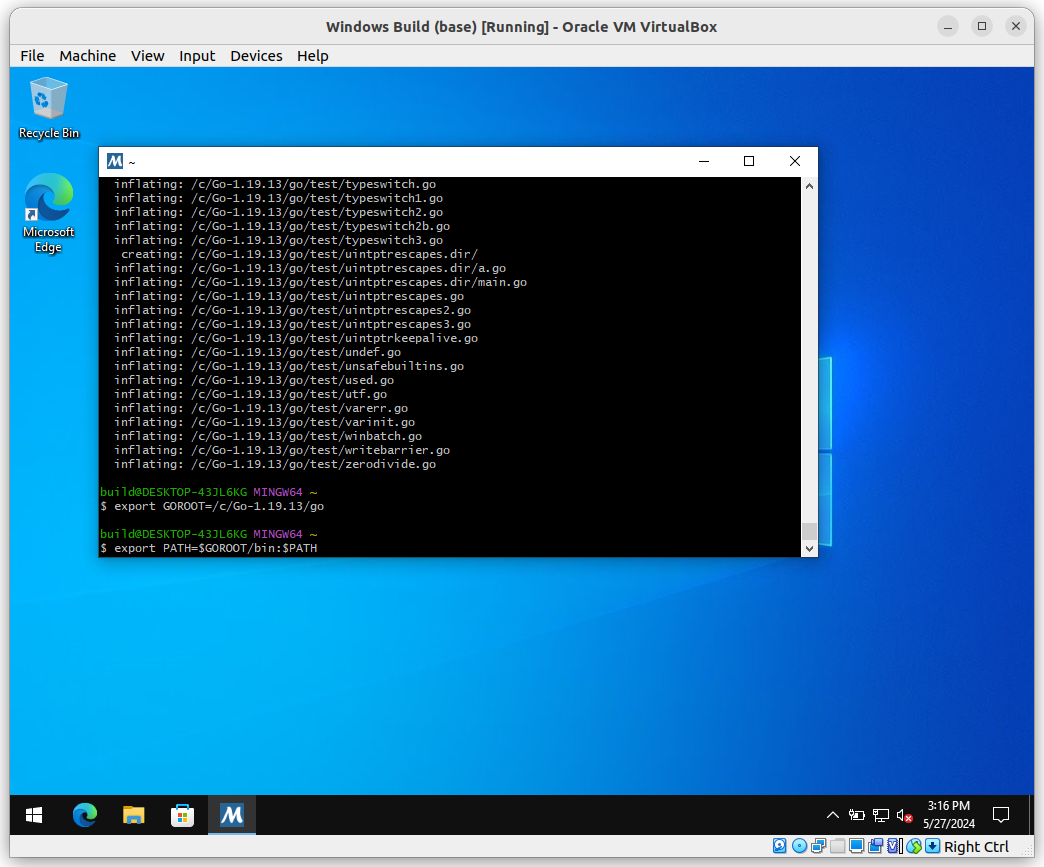 Windows Build (base) [Running] - Oracle VM VirtualBox
File Machine View Input Devices Help
Recycle Bin
Microsoft
Edge
~
inflating: /c/Go-1.19.13/go/test/typeswitch.go
inflating: /c/Go-1.19.13/go/test/typeswitch1.go
inflating: /c/Go-1.19.13/go/test/typeswitch2.go
inflating: /c/Go-1.19.13/go/test/typeswitch2b.go
inflating: /c/Go-1.19.13/go/test/typeswitch3.go
creating: /c/Go-1.19.13/go/test/uintptrescapes.dir/
inflating: /c/Go-1.19.13/go/test/uintptrescapes.dir/a.go
inflating: /c/Go-1.19.13/go/test/uintptrescapes.dir/main.go
inflating: /c/Go-1.19.13/go/test/uintptrescapes.go
inflating: /c/Go-1.19.13/go/test/uintptrescapes2.go
inflating: /c/Go-1.19.13/go/test/uintptrescapes3.go
inflating: /c/Go-1.19.13/go/test/uintptrkeepalive.go
inflating: /c/Go-1.19.13/go/test/undef.go
inflating: /c/Go-1.19.13/go/test/unsafebuiltins.go
inflating: /c/Go-1.19.13/go/test/used.go
inflating: /c/Go-1.19.13/go/test/utf.go
inflating: /c/Go-1.19.13/go/test/varerr.go
inflating: /c/Go-1.19.13/go/test/varinit.go
inflating: /c/Go-1.19.13/go/test/winbatch.go
inflating: /c/Go-1.19.13/go/test/writebarrier.go
inflating: /c/Go-1.19.13/go/test/zerodivide.go
build@DESKTOP-43JL6KG MINGW64 ~
$ export GOROOT=/c/Go-1.19.13/go
build@DESKTOP-43JL6KG MINGW64 ~
$ export PATH=$GOROOT/bin:$PATH
3:16 PM
5/27/2024
Right Ctrl